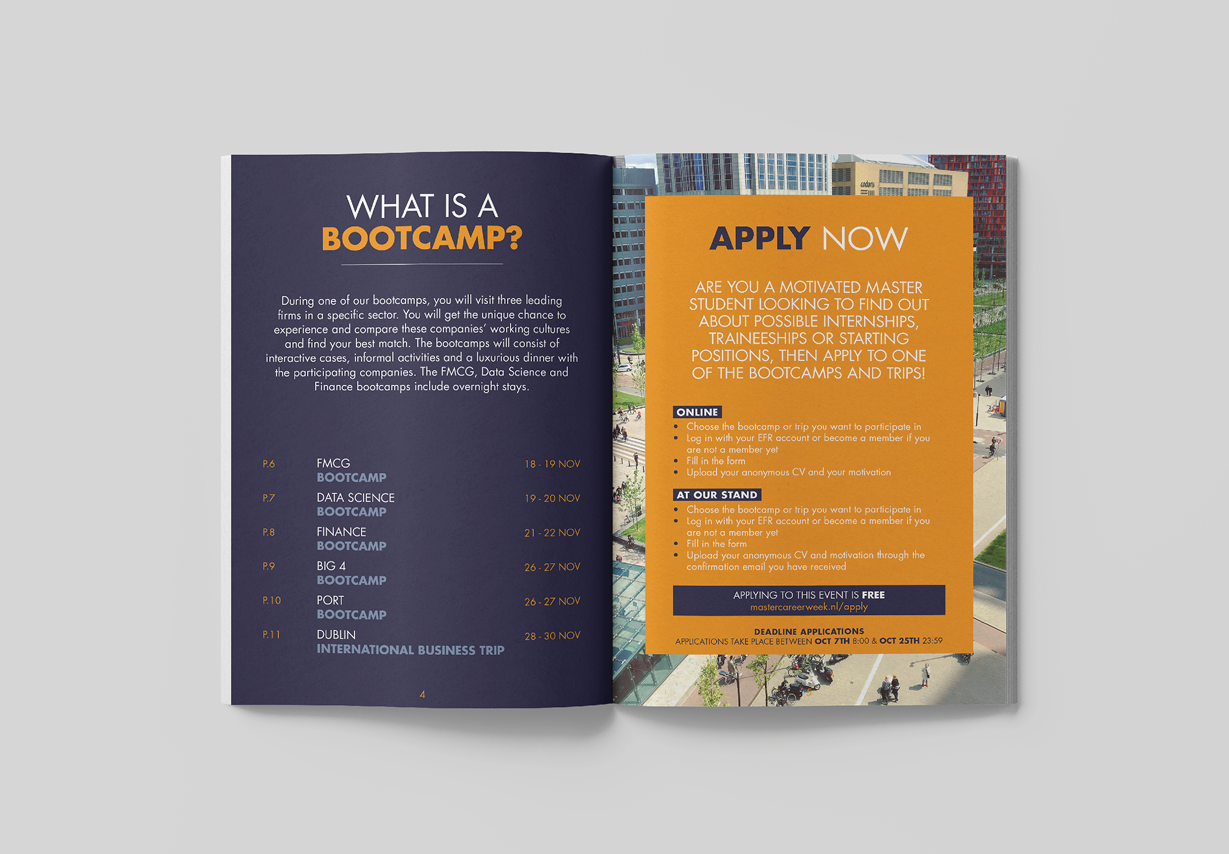 WHAT IS A
BOOTCAMP?
During one of our bootcamps, you will visit three leading
firms in a specific sector. You will get the unique chance to
experience and compare these companies' working cultures
and find your best match. The bootcamps will consist of
interactive cases, informal activities and a luxurious dinner with
the participating companies. The FMCG, Data Science and
Finance bootcamps include overnight stays.
P.6 FMCG 18 - 19 NOV
BOOTCAMP
P.7 DATA SCIENCE 19 - 20 NOV
BOOTCAMP
P.8 FINANCE 21 - 22 NOV
BOOTCAMP
P.9 BIG 4 26 - 27 NOV
BOOTCAMP
P.10 PORT 26 - 27 NOV
BOOTCAMP
P.11 DUBLIN 28 - 30 NOV
INTERNATIONAL BUSINESS TRIP
4
APPLY NOW
ARE YOU A MOTIVATED MASTER
STUDENT LOOKING TO FIND OUT
ABOUT POSSIBLE INTERNSHIPS,
TRAINEESHIPS OR STARTING
POSITIONS, THEN APPLY TO ONE
OF THE BOOTCAMPS AND TRIPS!
ONLINE
• Choose the bootcamp or trip you want to participate in
• Log in with your EFR account or become a member if you
are not a member yet
• Fill in the form
• Upload your anonymous CV and your motivation
AT OUR STAND
• Choose the bootcamp or trip you want to participate in
• Log in with your EFR account or become a member if you
are not a member yet
• Fill in the form
• Upload your anonymous CV and motivation through the
confirmation email you have received
APPLYING TO THIS EVENT IS FREE
mastercareerweek.nl/apply
DEADLINE APPLICATIONS
APPLICATIONS TAKE PLACE BETWEEN OCT 7TH 8:00 & OCT 25TH 23:59